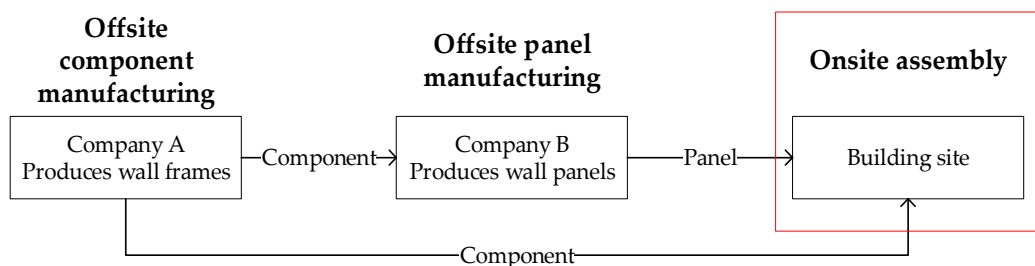 Offsite
component
manufacturing
Offsite panel
manufacturing
Onsite assembly
Company A
Produces wall frames
Component
Company B
Produces wall panels
Panel
Building site
Component